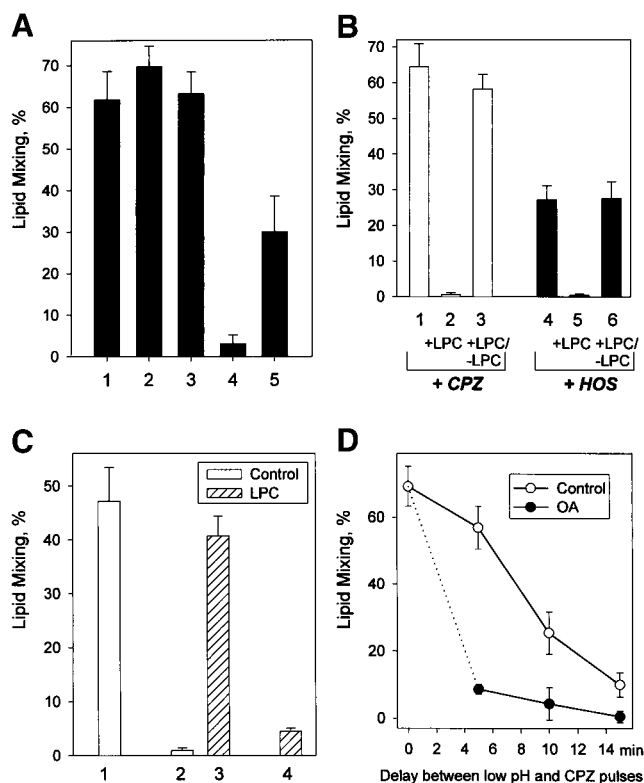 A
Lipid Mixing, %
70
60
50
40
30
20
10
0
1 2 3 4 5
B
Lipid Mixing, %
70
60
50
40
30
20
10
0
1 2 3 4 5 6
+LPC +LPC/ -LPC +LPC +LPC/ -LPC
+ CPZ + HOS
C
Lipid Mixing, %
50
40
30
20
10
0
Control
LPC
1 2 3 4
D
Lipid Mixing, %
60
40
20
0
Control
OA
0 2 4 6 8 10 12 14 min
Delay between low pH and CPZ pulses